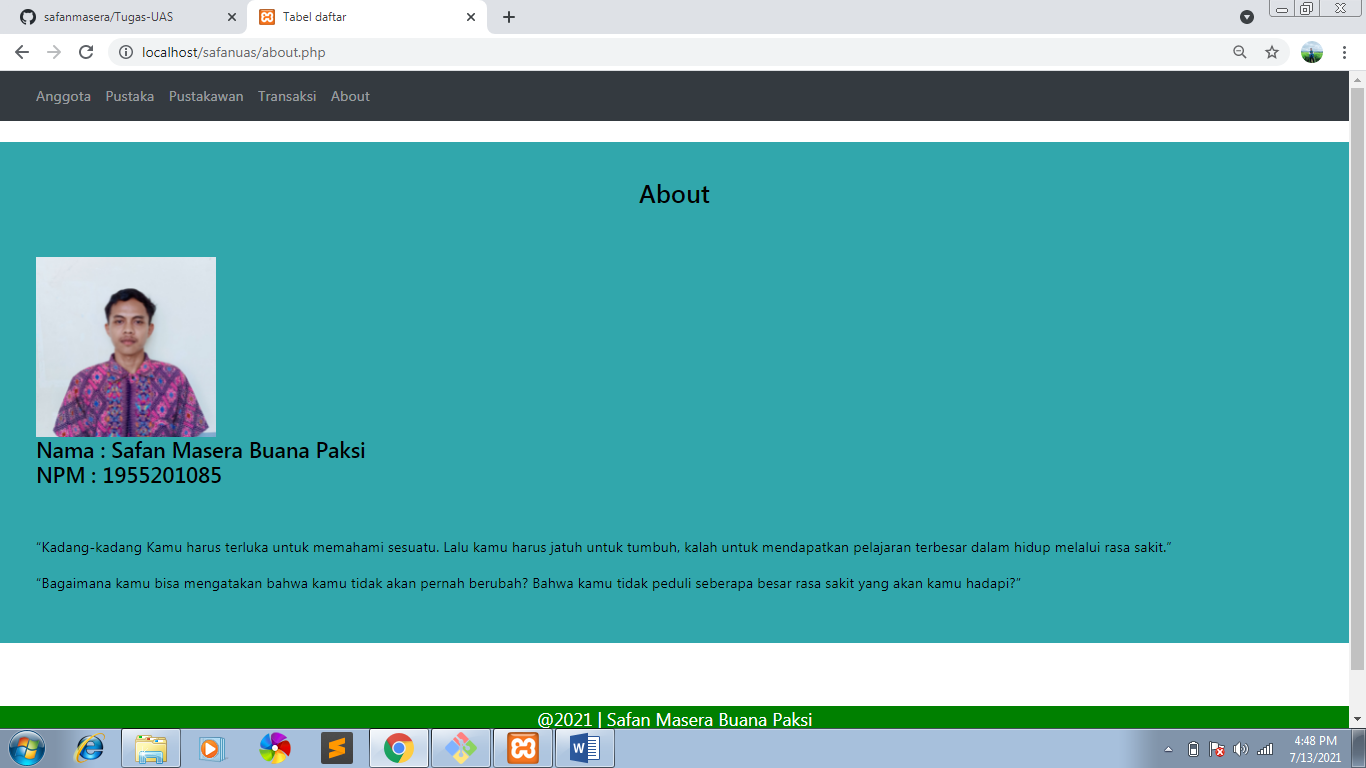 safanmasera/Tugas-UAS
Tabel daftar
localhost/safanuas/about.php
Anggota Pustaka Pustakawan Transaksi About
About
Nama : Safan Masera Buana Paksi
NPM : 1955201085
“Kadang-kadang Kamu harus terluka untuk memahami sesuatu. Lalu kamu harus jatuh untuk tumbuh, kalah untuk mendapatkan pelajaran terbesar dalam hidup melalui rasa sakit.”
“Bagaimana kamu bisa mengatakan bahwa kamu tidak akan pernah berubah? Bahwa kamu tidak peduli seberapa besar rasa sakit yang akan kamu hadapi?”
@2021 | Safan Masera Buana Paksi
4:48 PM
7/13/2021